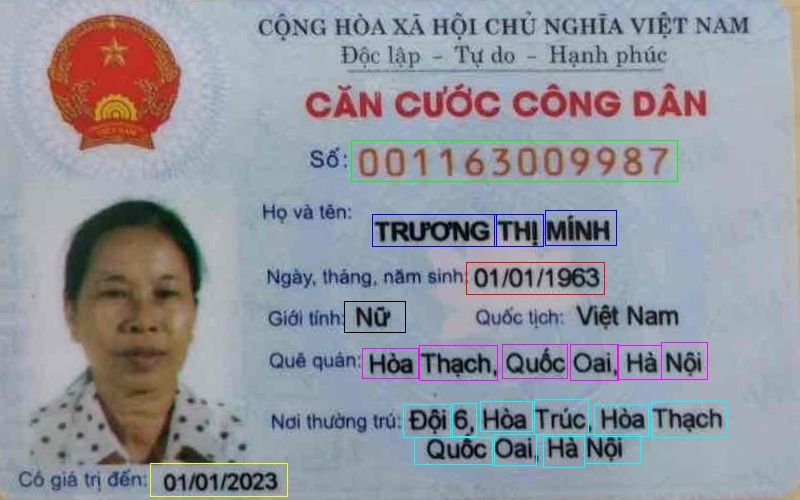 CỘNG HÒA XÃ HỘI CHỦ NGHĨA VIỆT NAM
Độc lập - Tự do - Hạnh phúc
CĂN CƯỚC CÔNG DÂN
Số: 001163009987
Họ và tên: TRƯƠNG THỊ MÍNH
Ngày, tháng, năm sinh: 01/01/1963
Giới tính: Nữ Quốc tịch: Việt Nam
Quê quán: Hòa Thạch, Quốc Oai, Hà Nội
Nơi thường trú: Đội 6, Hòa Trúc, Hòa Thạch
Quốc Oai, Hà Nội
Có giá trị đến: 01/01/2023